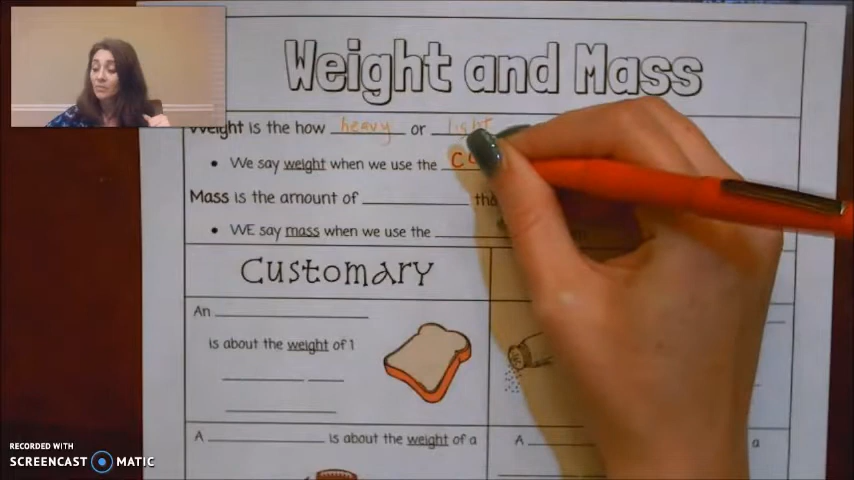 Weight and Mass
Weight is the how heavy or light
We say weight when we use the
Mass is the amount of
WE say mass when we use the
Customary
An
is about the weight of 1
A is about the weight of a
A a
RECORDED WITH
SCREENCAST MATIC